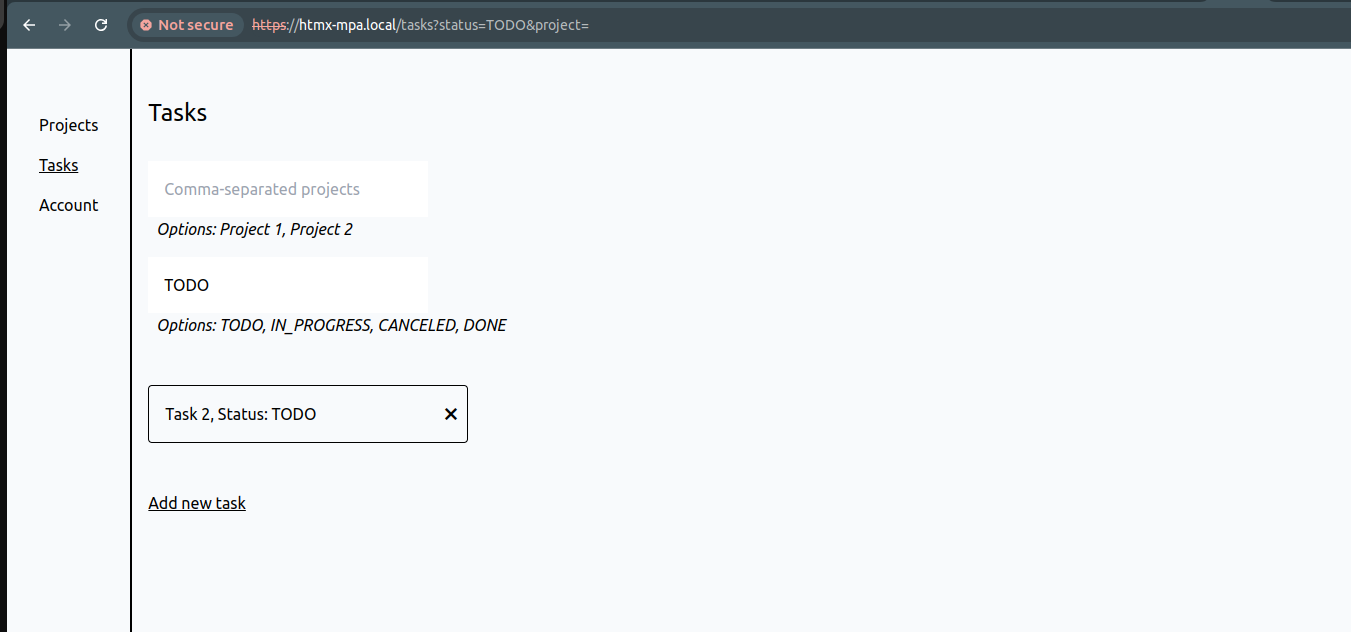 Not secure https://htmx-mpa.local/tasks?status=TODO&project=
Projects
Tasks
Account
Tasks
Comma-separated projects
Options: Project 1, Project 2
TODO
Options: TODO, IN_PROGRESS, CANCELED, DONE
Task 2, Status: TODO
Add new task